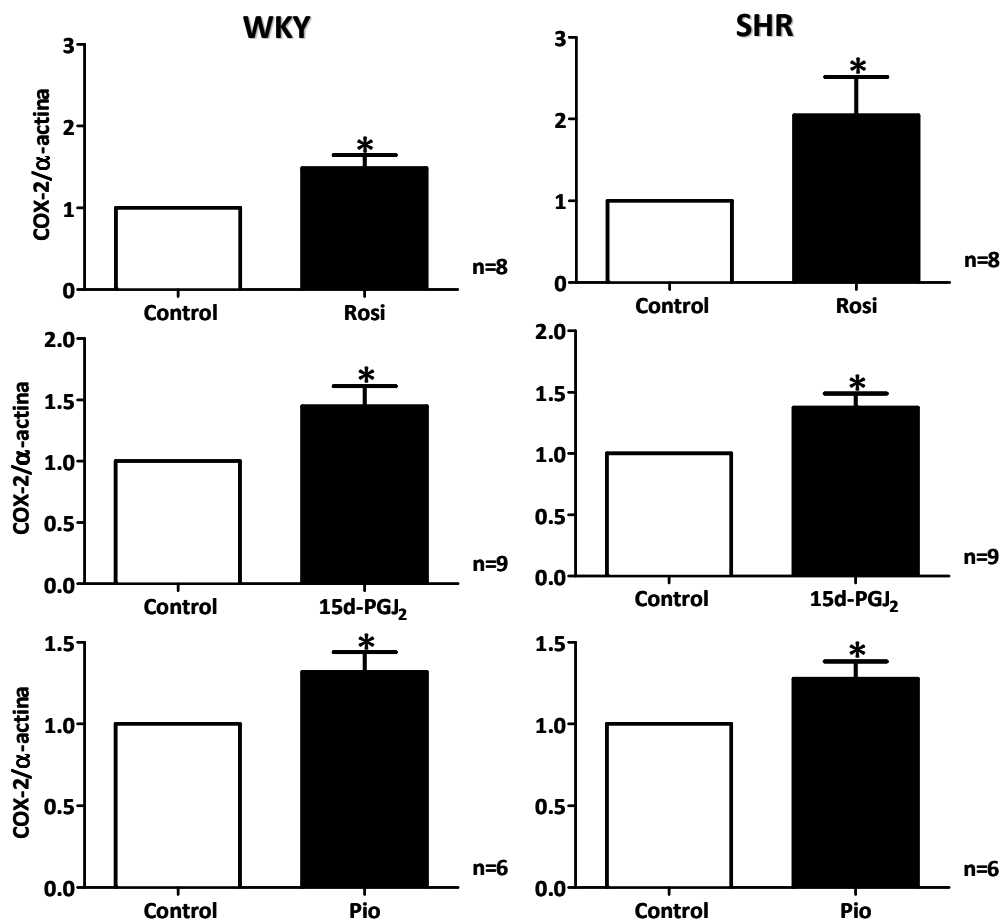 WKY
SHR
COX-2/α-actina
3
2
1
0
Control
Rosi
n=8
3
2
1
0
*
*
Control
Rosi
n=8
COX-2/α-actina
2.0
1.5
1.0
0.5
0.0
*
Control
15d-PGJ₂
n=9
2.0
1.5
1.0
0.5
0.0
*
Control
15d-PGJ₂
n=9
COX-2/α-actina
1.5
1.0
0.5
0.0
*
Control
Pio
n=6
1.5
1.0
0.5
0.0
*
Control
Pio
n=6